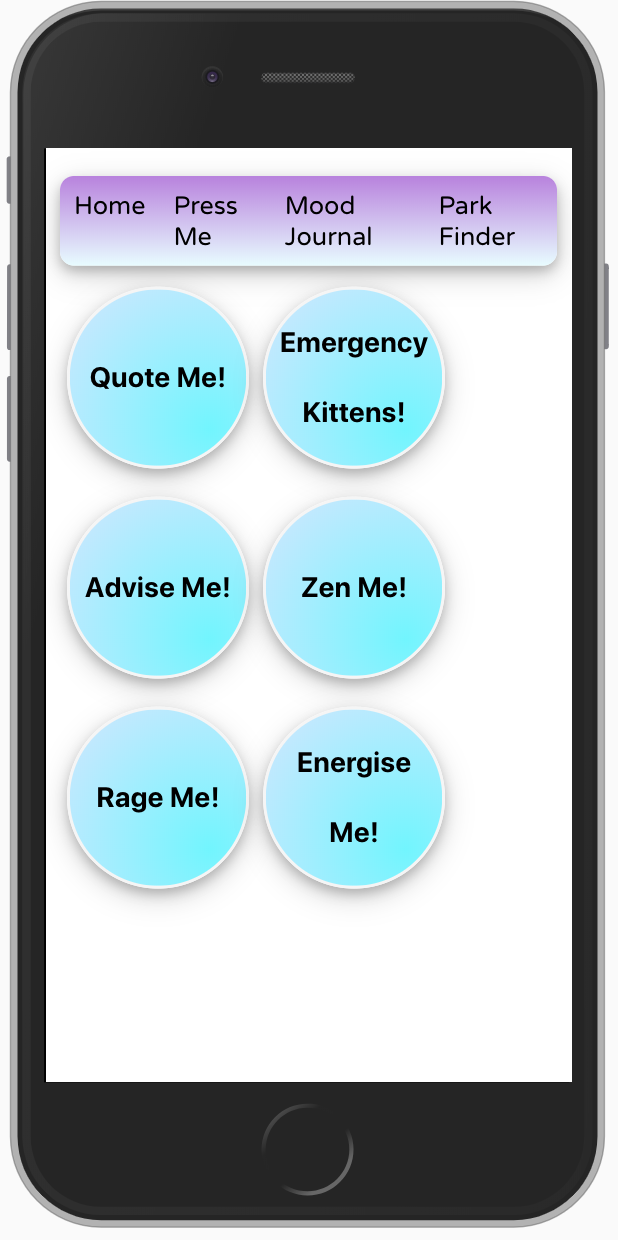 Home
Press
Me
Mood
Journal
Park
Finder
Quote Me!
Emergency
Kittens!
Advise Me!
Zen Me!
Rage Me!
Energise
Me!